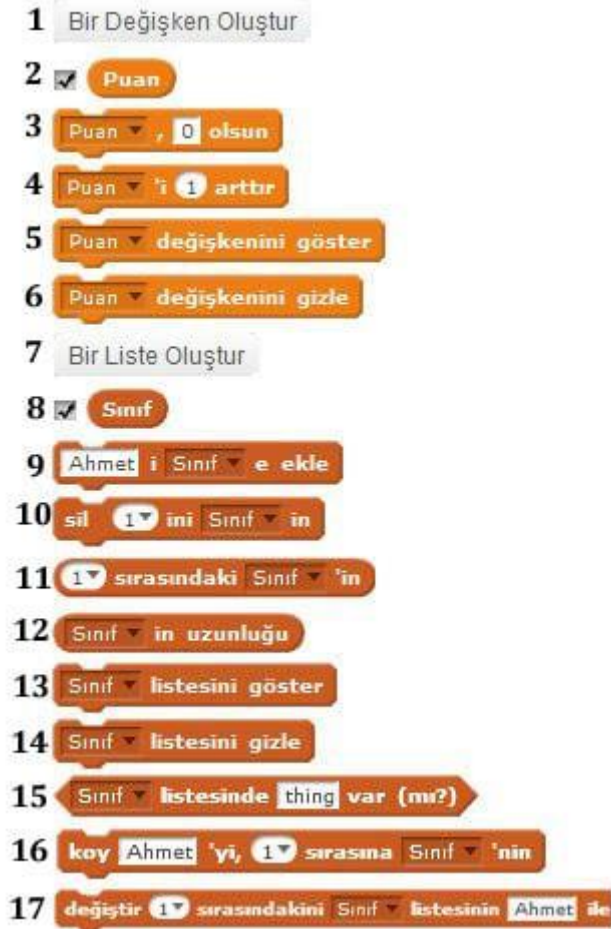 1 Bir Değişken Oluştur
2 Puan
3 Puan , 0 olsun
4 Puan 'i 1 arttır
5 Puan değişkenini göster
6 Puan değişkenini gizle
7 Bir Liste Oluştur
8 Sınıf
9 Ahmet i Sınıf e ekle
10 sil 1 ini Sınıf in
11 1 sırasındaki Sınıf 'in
12 Sınıf in uzunluğu
13 Sınıf listesini göster
14 Sınıf listesini gizle
15 Sınıf listesinde thing var (mı?)
16 koy Ahmet 'yi, 1 sırasına Sınıf 'nin
17 değiştir 1 sırasındakini Sınıf listesinin Ahmet ile